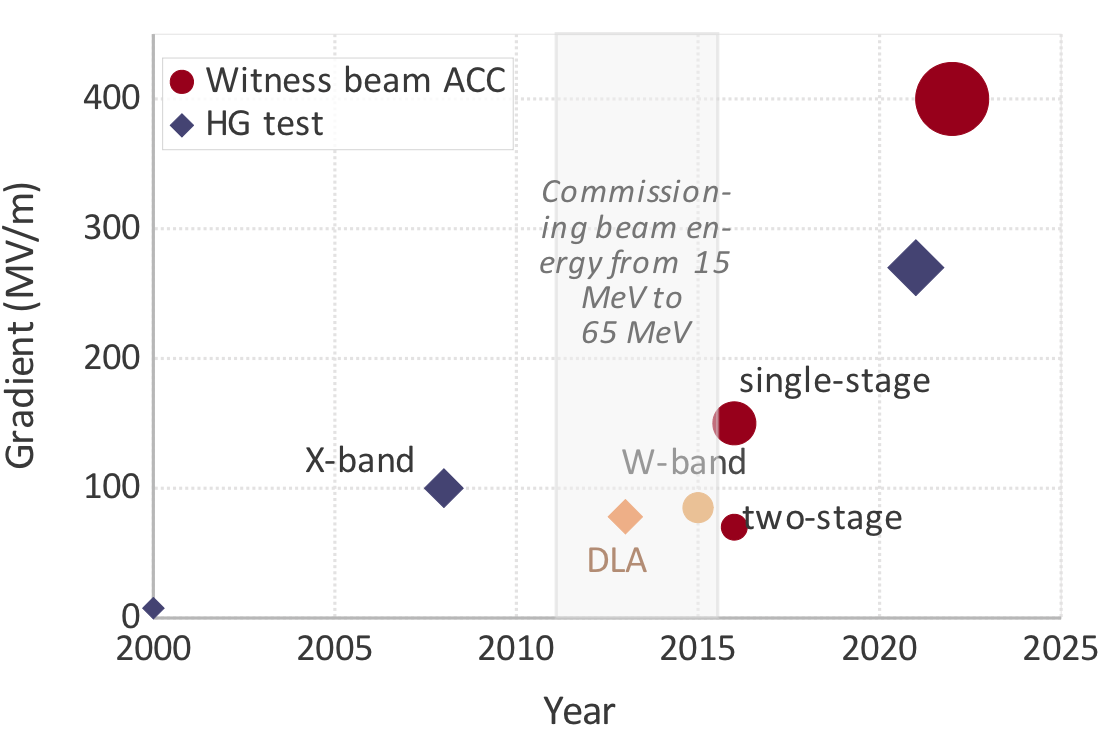 Witness beam ACC
HG test
Gradient (MV/m)
400
300
200
100
0
Commission-
ing beam en-
ergy from 15
MeV to
65 MeV
single-stage
X-band
W-band
two-stage
DLA
2000
2005
2010
2015
2020
2025
Year